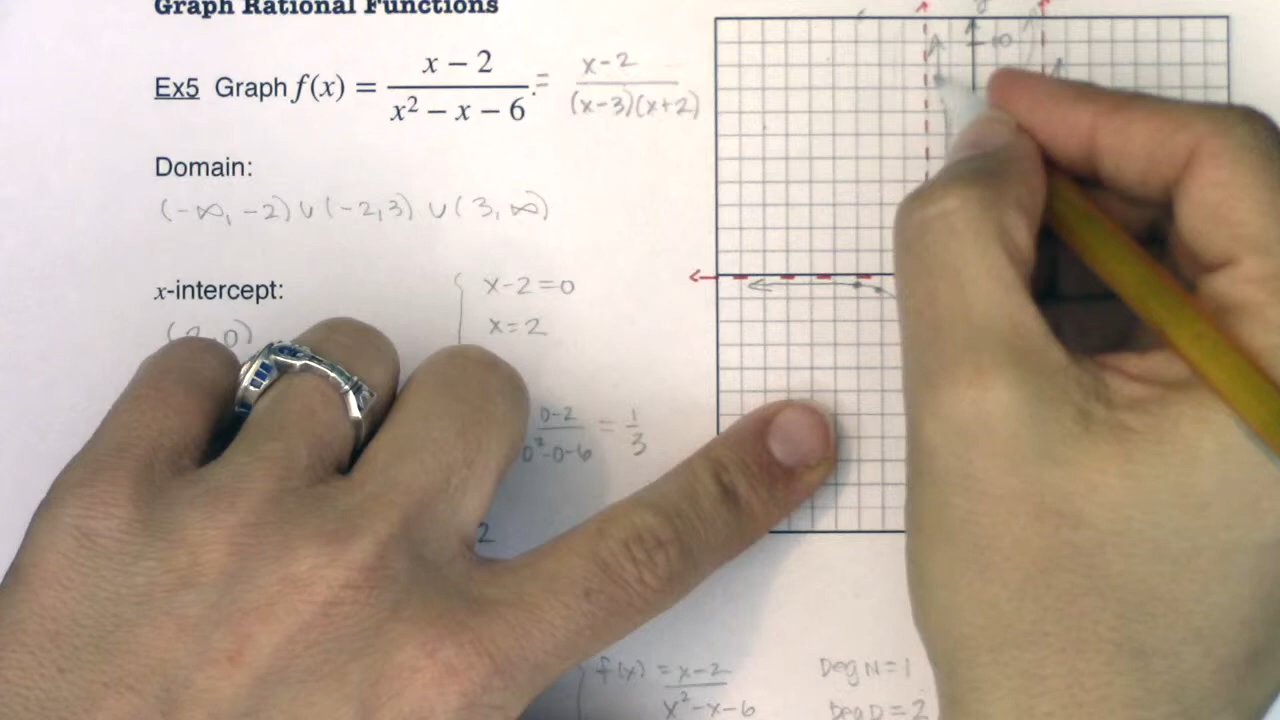 Graph Rational Functions
Ex5 Graph f(x) = x − 2 / x² − x − 6. = x-2 / (x-3)(x+2)
Domain:
(-∞, -2) ∪ (-2,3) ∪ (3, ∞)
x-intercept:
x-2=0
x=2
0-2 / 0²-0-6 = 1/3
2
f(x) = x-2 / x²-x-6
Deg N = 1
Deg D = 2
y
10